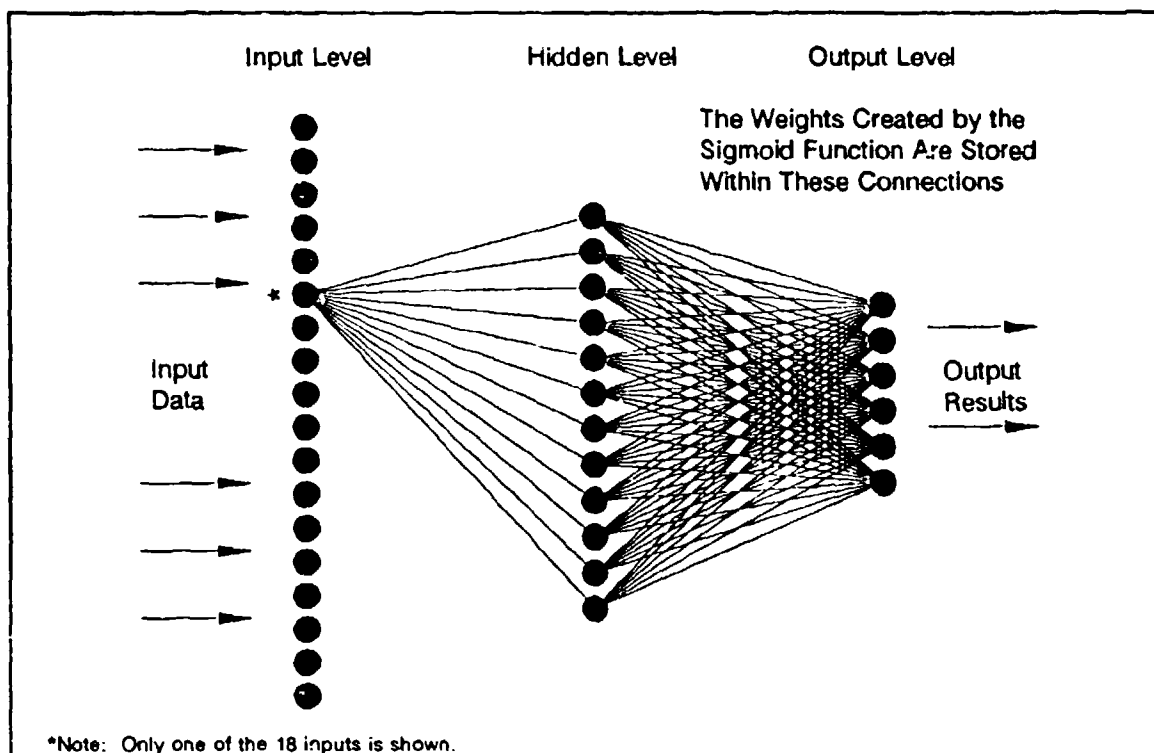 Input Level
Hidden Level
Output Level
The Weights Created by the
Sigmoid Function Are Stored
Within These Connections
*
Input
Data
Output
Results
*Note: Only one of the 18 inputs is shown.